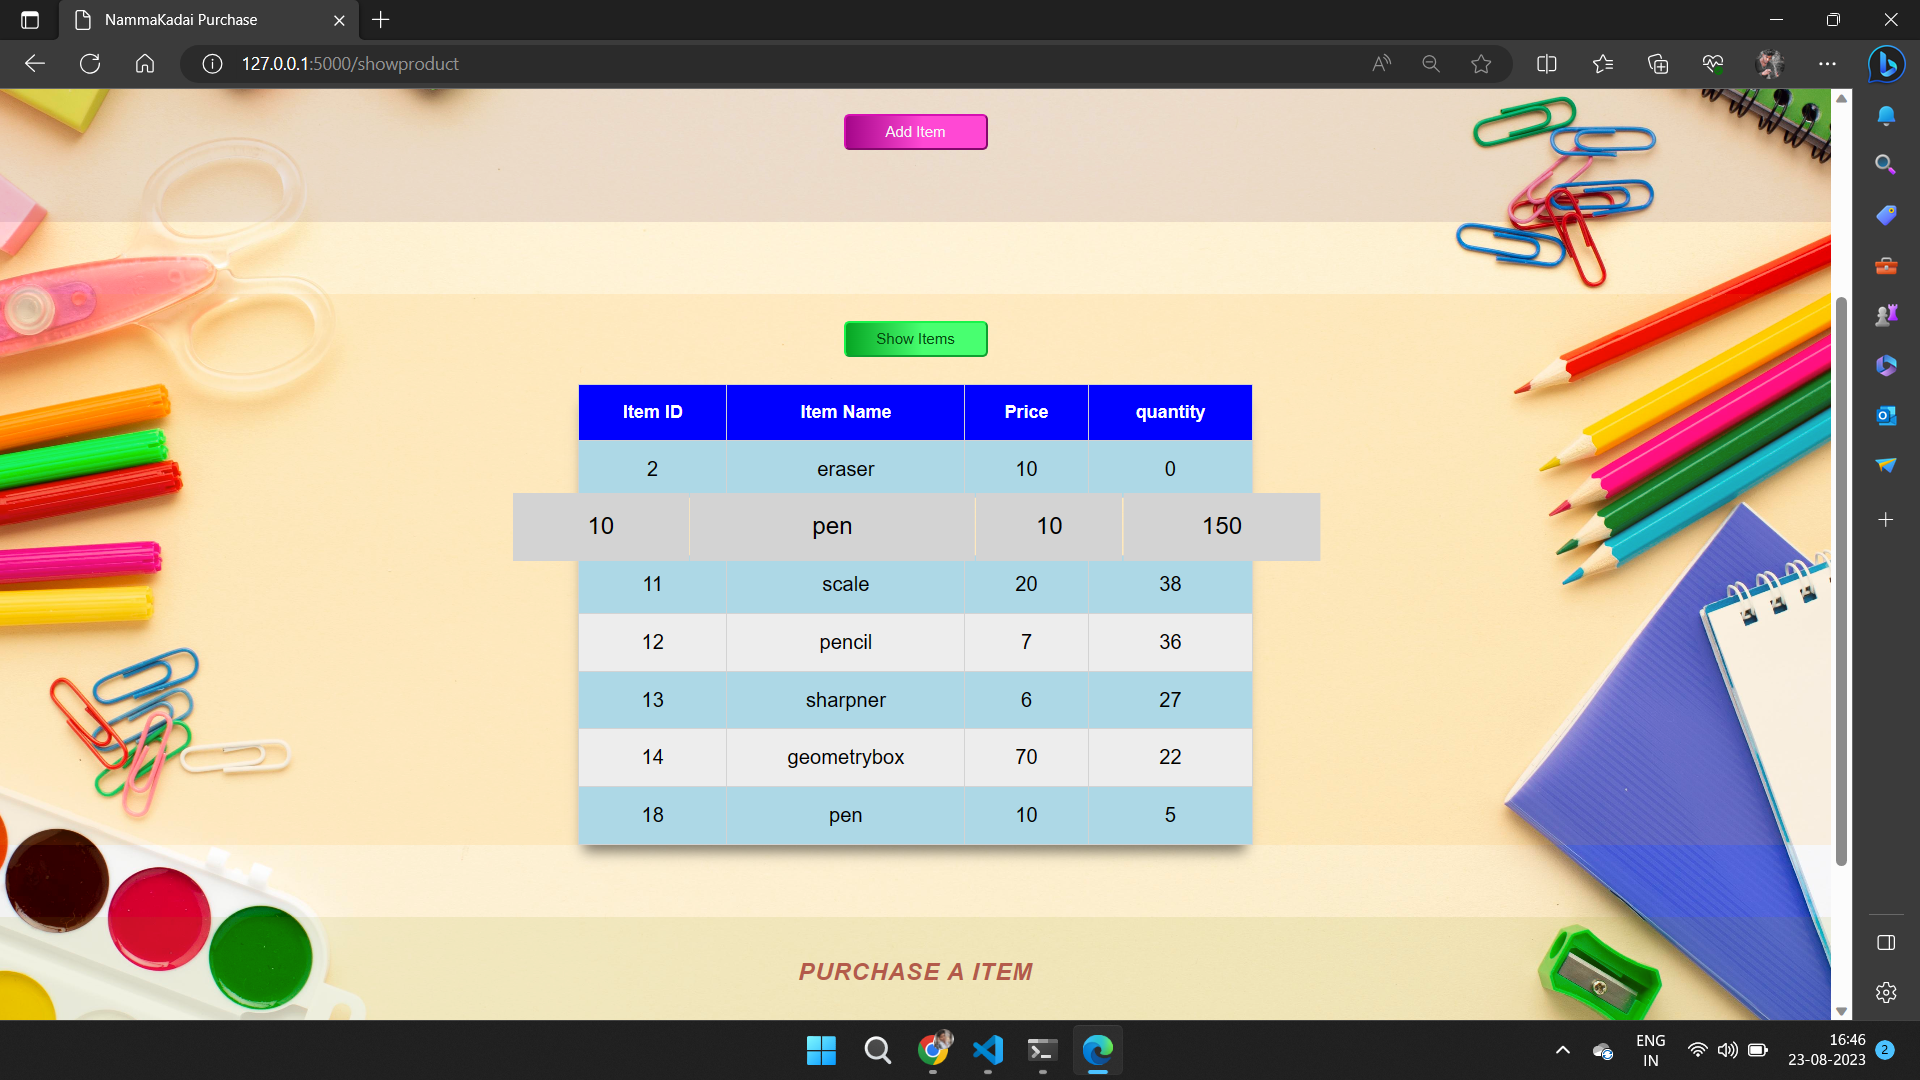 NammaKadai Purchase
127.0.0.1:5000/showproduct
Add Item
Show Items
Item ID Item Name Price quantity
2 eraser 10 0
10 pen 10 150
11 scale 20 38
12 pencil 7 36
13 sharpner 6 27
14 geometrybox 70 22
18 pen 10 5
PURCHASE A ITEM
ENG
IN
16:46
23-08-2023
2